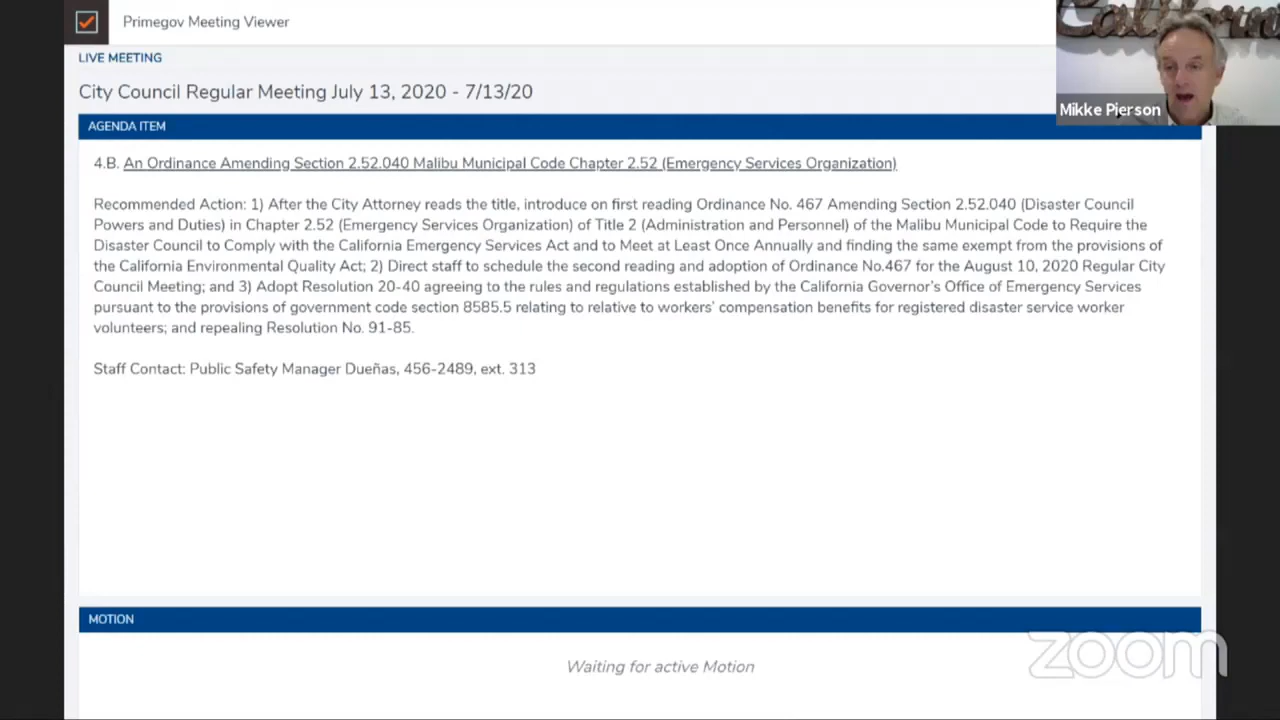 Primegov Meeting Viewer
LIVE MEETING
City Council Regular Meeting July 13, 2020 - 7/13/20
Mikke Pierson
AGENDA ITEM
4.B. An Ordinance Amending Section 2.52.040 Malibu Municipal Code Chapter 2.52 (Emergency Services Organization)
Recommended Action: 1) After the City Attorney reads the title, introduce on first reading Ordinance No. 467 Amending Section 2.52.040 (Disaster Council
Powers and Duties) in Chapter 2.52 (Emergency Services Organization) of Title 2 (Administration and Personnel) of the Malibu Municipal Code to Require the
Disaster Council to Comply with the California Emergency Services Act and to Meet at Least Once Annually and finding the same exempt from the provisions of
the California Environmental Quality Act; 2) Direct staff to schedule the second reading and adoption of Ordinance No.467 for the August 10, 2020 Regular City
Council Meeting; and 3) Adopt Resolution 20-40 agreeing to the rules and regulations established by the California Governor's Office of Emergency Services
pursuant to the provisions of government code section 8585.5 relating to relative to workers' compensation benefits for registered disaster service worker
volunteers; and repealing Resolution No. 91-85.
Staff Contact: Public Safety Manager Dueñas, 456-2489, ext. 313
MOTION
Waiting for active Motion
zoom